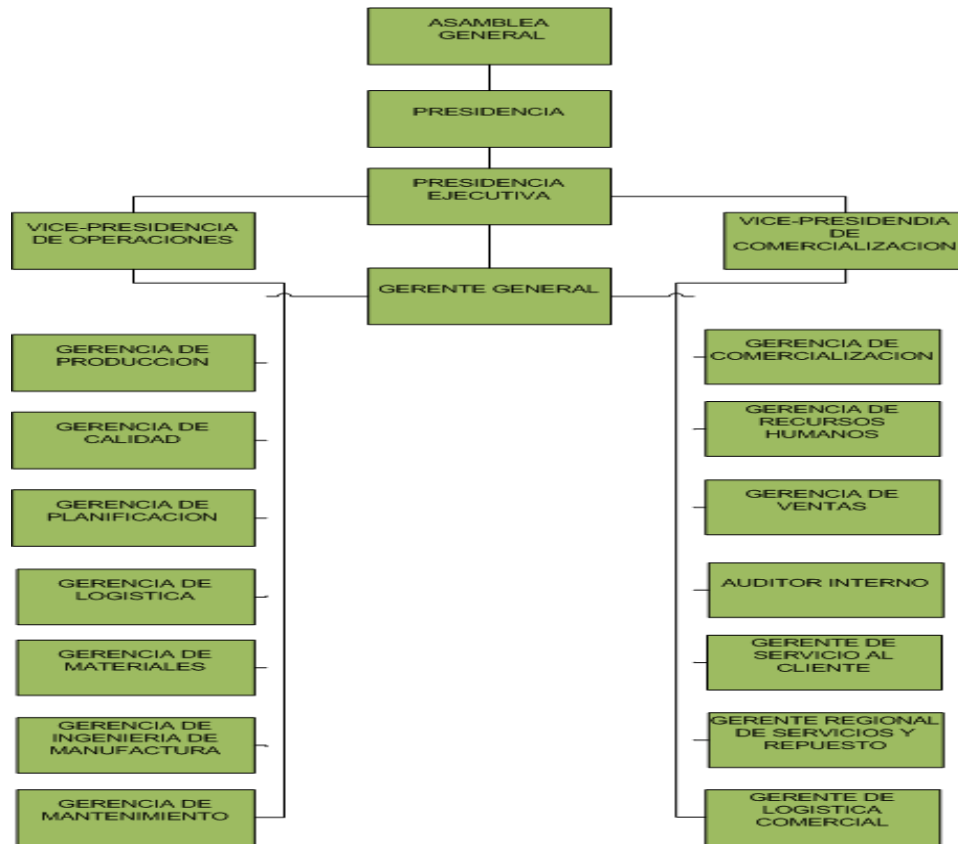 ASAMBLEA
GENERAL
PRESIDENCIA
PRESIDENCIA
EJECUTIVA
VICE-PRESIDENCIA
DE OPERACIONES
VICE-PRESIDENDIA
DE
COMERCIALIZACION
GERENTE GENERAL
GERENCIA DE
PRODUCCION
GERENCIA DE
CALIDAD
GERENCIA DE
PLANIFICACION
GERENCIA DE
LOGISTICA
GERENCIA DE
MATERIALES
GERENCIA DE
INGENIERIA DE
MANUFACTURA
GERENCIA DE
MANTENIMIENTO
GERENCIA DE
COMERCIALIZACION
GERENCIA DE
RECURSOS
HUMANOS
GERENCIA DE
VENTAS
AUDITOR INTERNO
GERENTE DE
SERVICIO AL
CLIENTE
GERENTE REGIONAL
DE SERVICIOS Y
REPUESTO
GERENTE DE
LOGISTICA
COMERCIAL